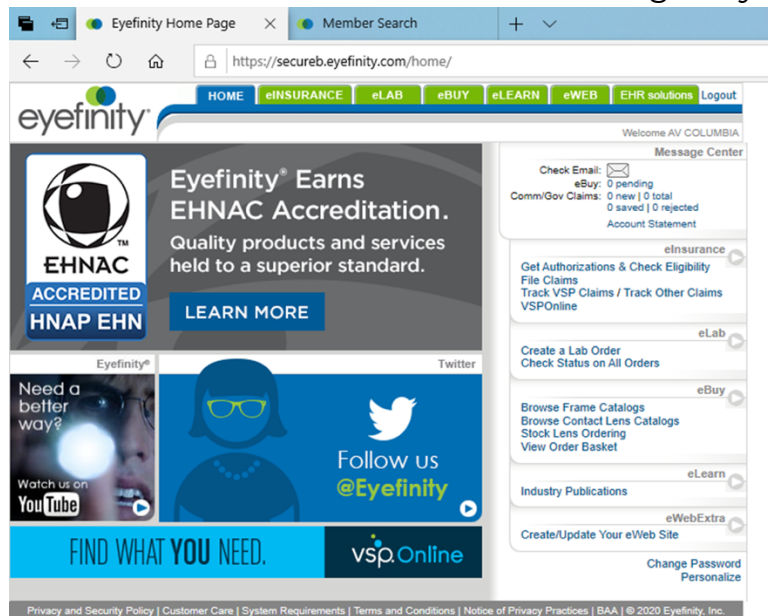 Eyefinity Home Page
Member Search
https://secureb.eyefinity.com/home/
eyefinity
HOME eINSURANCE eLAB eBUY eLEARN eWEB EHR solutions Logout
Welcome AV COLUMBIA
EHNAC
TM
ACCREDITED
HNAP EHN
Eyefinity® Earns
EHNAC Accreditation.
Quality products and services
held to a superior standard.
LEARN MORE
Message Center
Check Email:
eBuy: 0 pending
Comm/Gov Claims: 0 new | 0 total
0 saved | 0 rejected
Account Statement
eInsurance
Get Authorizations & Check Eligibility
File Claims
Track VSP Claims / Track Other Claims
VSPOnline
eLab
Create a Lab Order
Check Status on All Orders
eBuy
Browse Frame Catalogs
Browse Contact Lens Catalogs
Stock Lens Ordering
View Order Basket
eLearn
Industry Publications
eWebExtra
Create/Update Your eWeb Site
Change Password
Personalize
Eyefinity®
Need a
better
way?
Watch us on
YouTube
Twitter
Follow us
@Eyefinity
FIND WHAT YOU NEED.
vsp.Online
Privacy and Security Policy | Customer Care | System Requirements | Terms and Conditions | Notice of Privacy Practices | BAA | © 2020 Eyefinity, Inc.